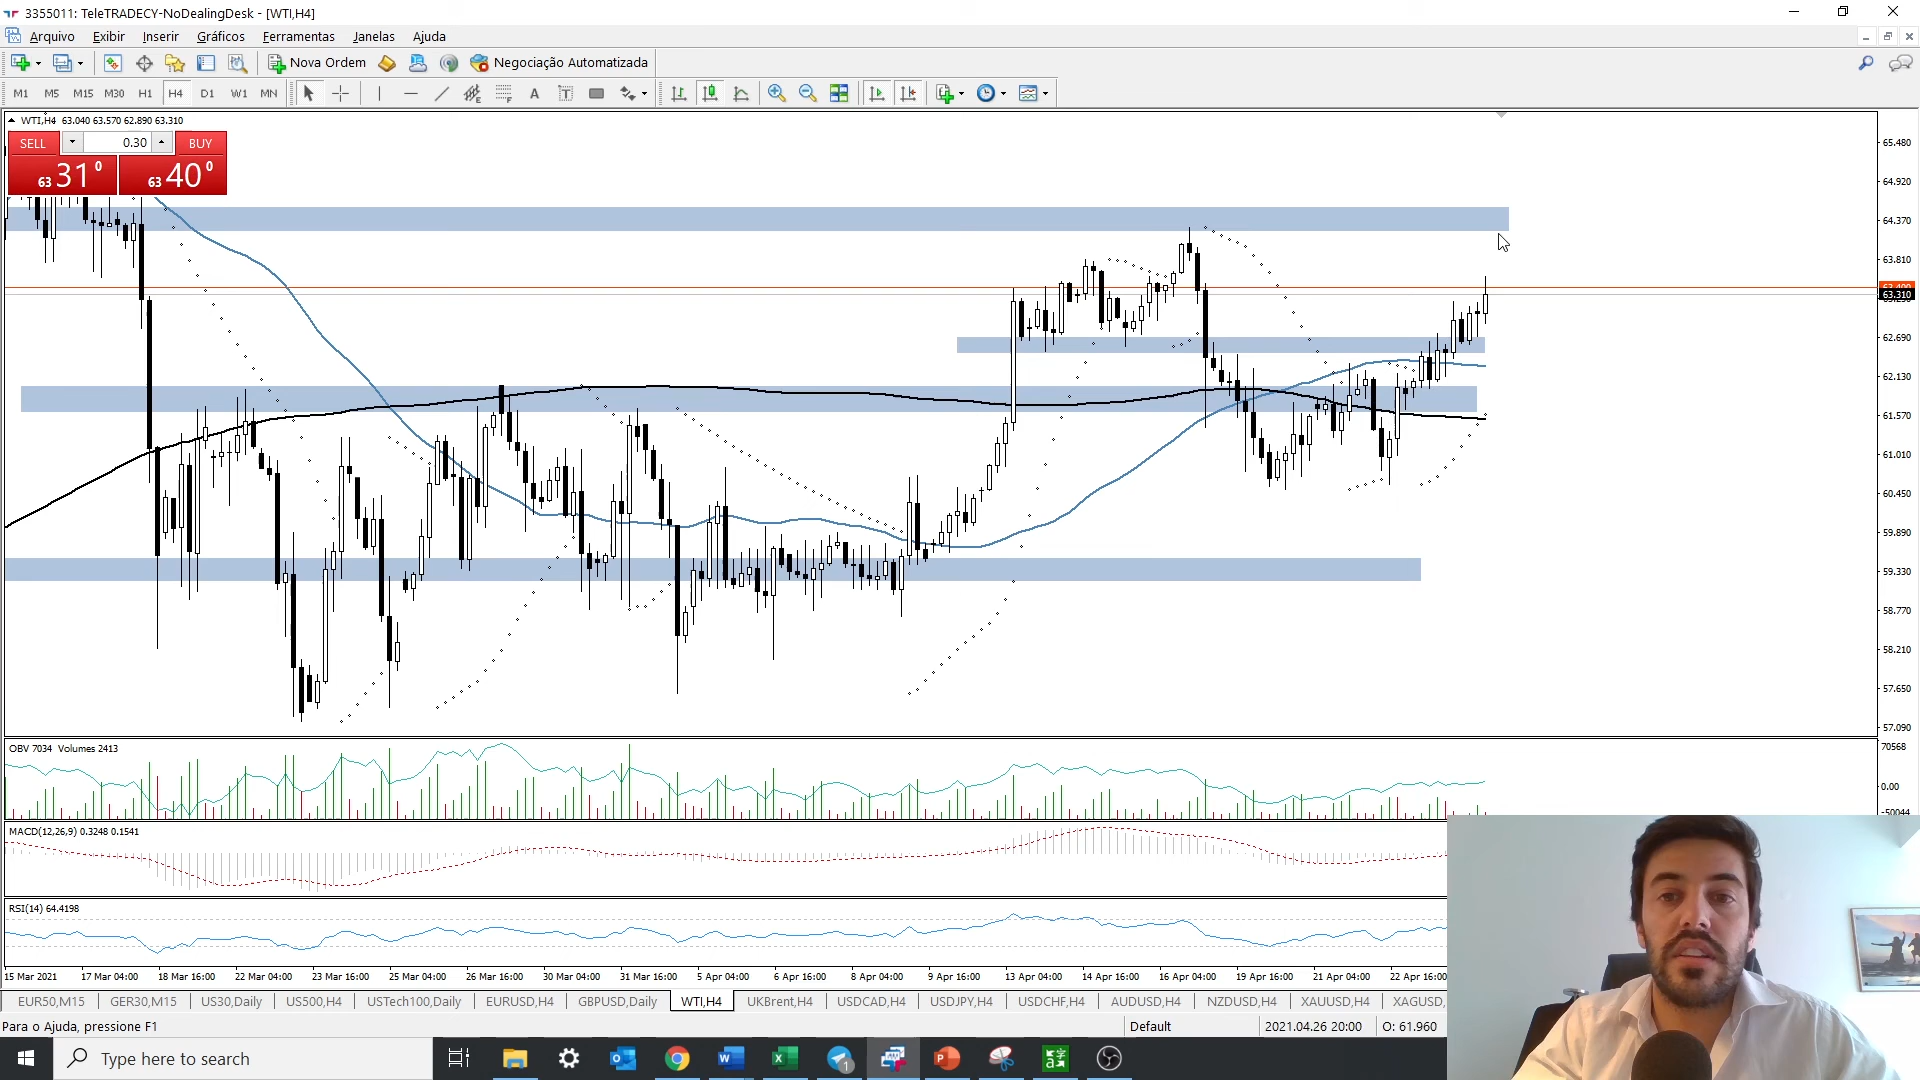 3355011: TeleTRADECY-NoDealingDesk - [WTI,H4]
Arquivo Exibir Inserir Gráficos Ferramentas Janelas Ajuda
Nova Ordem Negociação Automatizada
M1 M5 M15 M30 H1 H4 D1 W1 MN A T
WTI,H4 63.040 63.570 62.890 63.310
SELL 0.30 BUY
63 31 0 63 40 0
65.480
64.920
64.370
63.810
63.310
62.690
62.130
61.570
61.010
60.450
59.890
59.330
58.770
58.210
57.650
57.090
OBV 7034 Volumes 2413
70568
0.00
-50044
MACD(12,26,9) 0.3248 0.1541
RSI(14) 64.4198
15 Mar 2021 17 Mar 04:00 18 Mar 16:00 22 Mar 04:00 23 Mar 16:00 25 Mar 04:00 26 Mar 16:00 30 Mar 04:00 31 Mar 16:00 5 Apr 04:00 6 Apr 16:00 8 Apr 04:00 9 Apr 16:00 13 Apr 04:00 14 Apr 16:00 16 Apr 04:00 19 Apr 16:00 21 Apr 04:00 22 Apr 16:00
EUR50,M15 GER30,M15 US30,Daily US500,H4 USTech100,Daily EURUSD,H4 GBPUSD,Daily WTI,H4 UKBrent,H4 USDCAD,H4 USDJPY,H4 USDCHF,H4 AUDUSD,H4 NZDUSD,H4 XAUUSD,H4 XAGUSD,
Para o Ajuda, pressione F1 Default 2021.04.26 20:00 O: 61.960
Type here to search